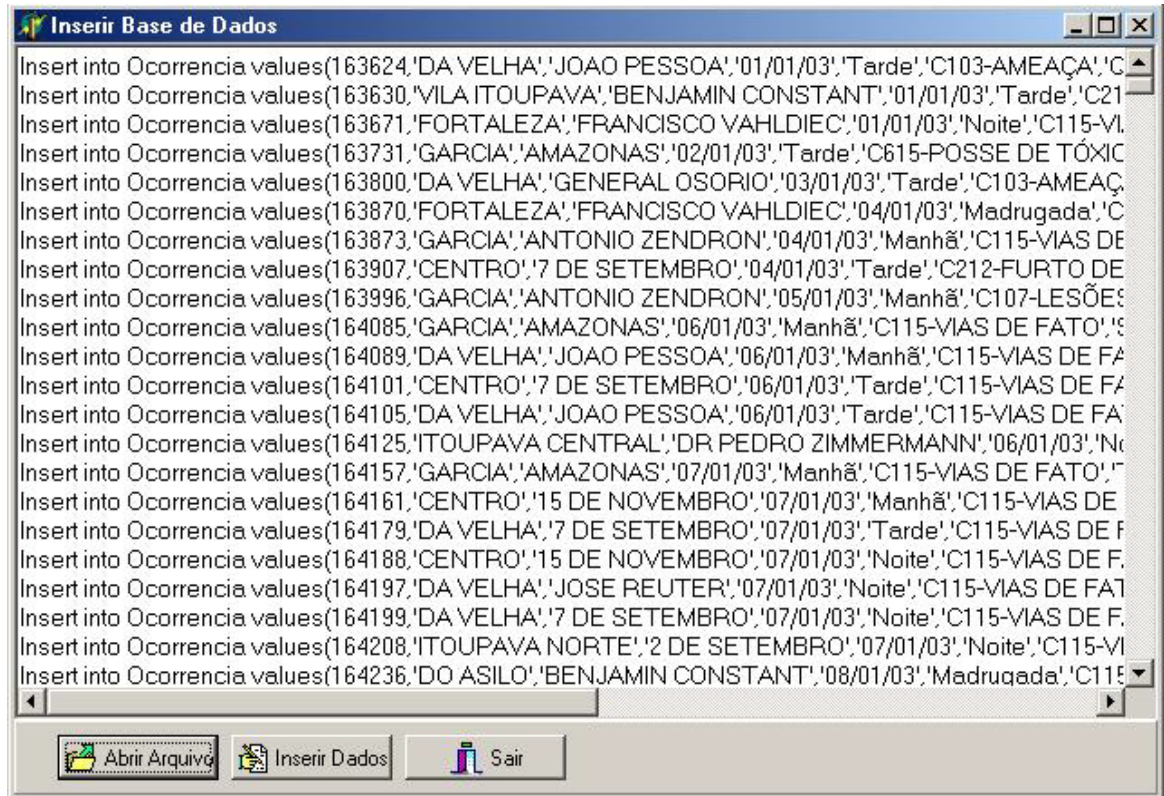 Inserir Base de Dados
Insert into Ocorrencia values(163624,'DA VELHA','JOAO PESSOA','01/01/03','Tarde','C103-AMEAÇA','C
Insert into Ocorrencia values(163630,'VILA ITOUPAVA','BENJAMIN CONSTANT','01/01/03','Tarde','C21
Insert into Ocorrencia values(163671,'FORTALEZA','FRANCISCO VAHLDIEC','01/01/03','Noite','C115-VI
Insert into Ocorrencia values(163731,'GARCIA','AMAZONAS','02/01/03','Tarde','C615-POSSE DE TÓXIC
Insert into Ocorrencia values(163800,'DA VELHA','GENERAL OSORIO','03/01/03','Tarde','C103-AMEAÇ
Insert into Ocorrencia values(163870,'FORTALEZA','FRANCISCO VAHLDIEC','04/01/03','Madrugada','C
Insert into Ocorrencia values(163873,'GARCIA','ANTONIO ZENDRON','04/01/03','Manhã','C115-VIAS DE
Insert into Ocorrencia values(163907,'CENTRO','7 DE SETEMBRO','04/01/03','Tarde','C212-FURTO DE
Insert into Ocorrencia values(163996,'GARCIA','ANTONIO ZENDRON','05/01/03','Manhã','C107-LESÕES
Insert into Ocorrencia values(164085,'GARCIA','AMAZONAS','06/01/03','Manhã','C115-VIAS DE FATO','S
Insert into Ocorrencia values(164089,'DA VELHA','JOAO PESSOA','06/01/03','Manhã','C115-VIAS DE FA
Insert into Ocorrencia values(164101,'CENTRO','7 DE SETEMBRO','06/01/03','Tarde','C115-VIAS DE FA
Insert into Ocorrencia values(164105,'DA VELHA','JOAO PESSOA','06/01/03','Tarde','C115-VIAS DE FA
Insert into Ocorrencia values(164125,'ITOUPAVA CENTRAL','DR PEDRO ZIMMERMANN','06/01/03','No
Insert into Ocorrencia values(164157,'GARCIA','AMAZONAS','07/01/03','Manhã','C115-VIAS DE FATO','T
Insert into Ocorrencia values(164161,'CENTRO','15 DE NOVEMBRO','07/01/03','Manhã','C115-VIAS DE
Insert into Ocorrencia values(164179,'DA VELHA','7 DE SETEMBRO','07/01/03','Tarde','C115-VIAS DE F
Insert into Ocorrencia values(164188,'CENTRO','15 DE NOVEMBRO','07/01/03','Noite','C115-VIAS DE F
Insert into Ocorrencia values(164197,'DA VELHA','JOSE REUTER','07/01/03','Noite','C115-VIAS DE FAT
Insert into Ocorrencia values(164199,'DA VELHA','7 DE SETEMBRO','07/01/03','Noite','C115-VIAS DE F
Insert into Ocorrencia values(164208,'ITOUPAVA NORTE','2 DE SETEMBRO','07/01/03','Noite','C115-VI
Insert into Ocorrencia values(164236,'DO ASILO','BENJAMIN CONSTANT','08/01/03','Madrugada','C115
Abrir Arquivo Inserir Dados Sair